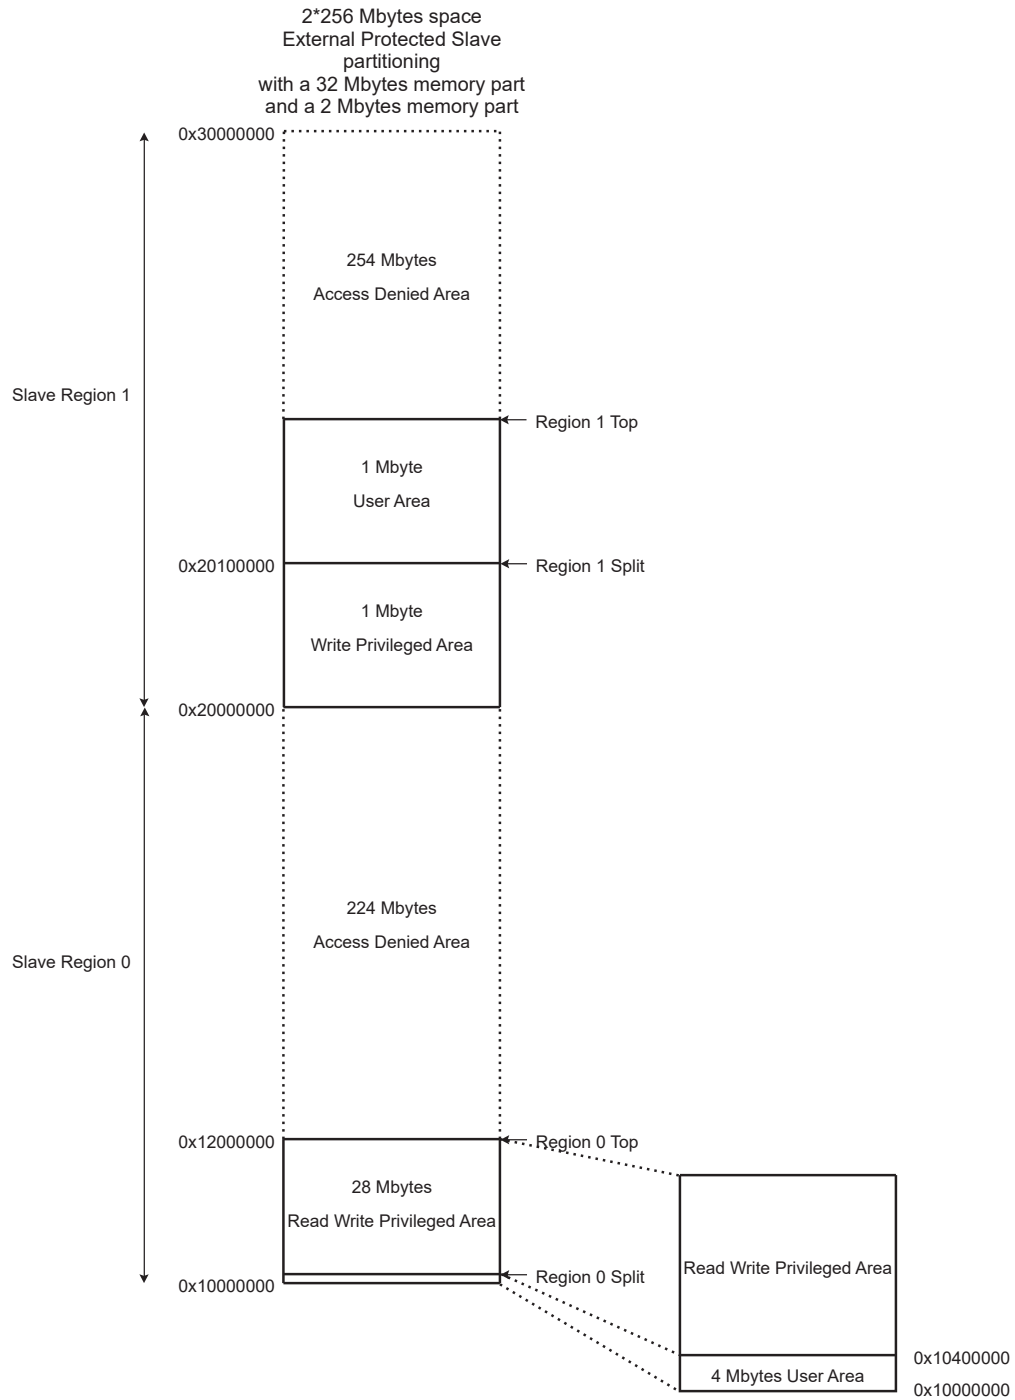 2*256 Mbytes space
External Protected Slave
partitioning
with a 32 Mbytes memory part
and a 2 Mbytes memory part
0x30000000
254 Mbytes
Access Denied Area
Slave Region 1
Region 1 Top
1 Mbyte
User Area
0x20100000
Region 1 Split
1 Mbyte
Write Privileged Area
0x20000000
224 Mbytes
Access Denied Area
Slave Region 0
0x12000000
Region 0 Top
28 Mbytes
Read Write Privileged Area
Region 0 Split
0x10000000
Read Write Privileged Area
0x10400000
4 Mbytes User Area
0x10000000